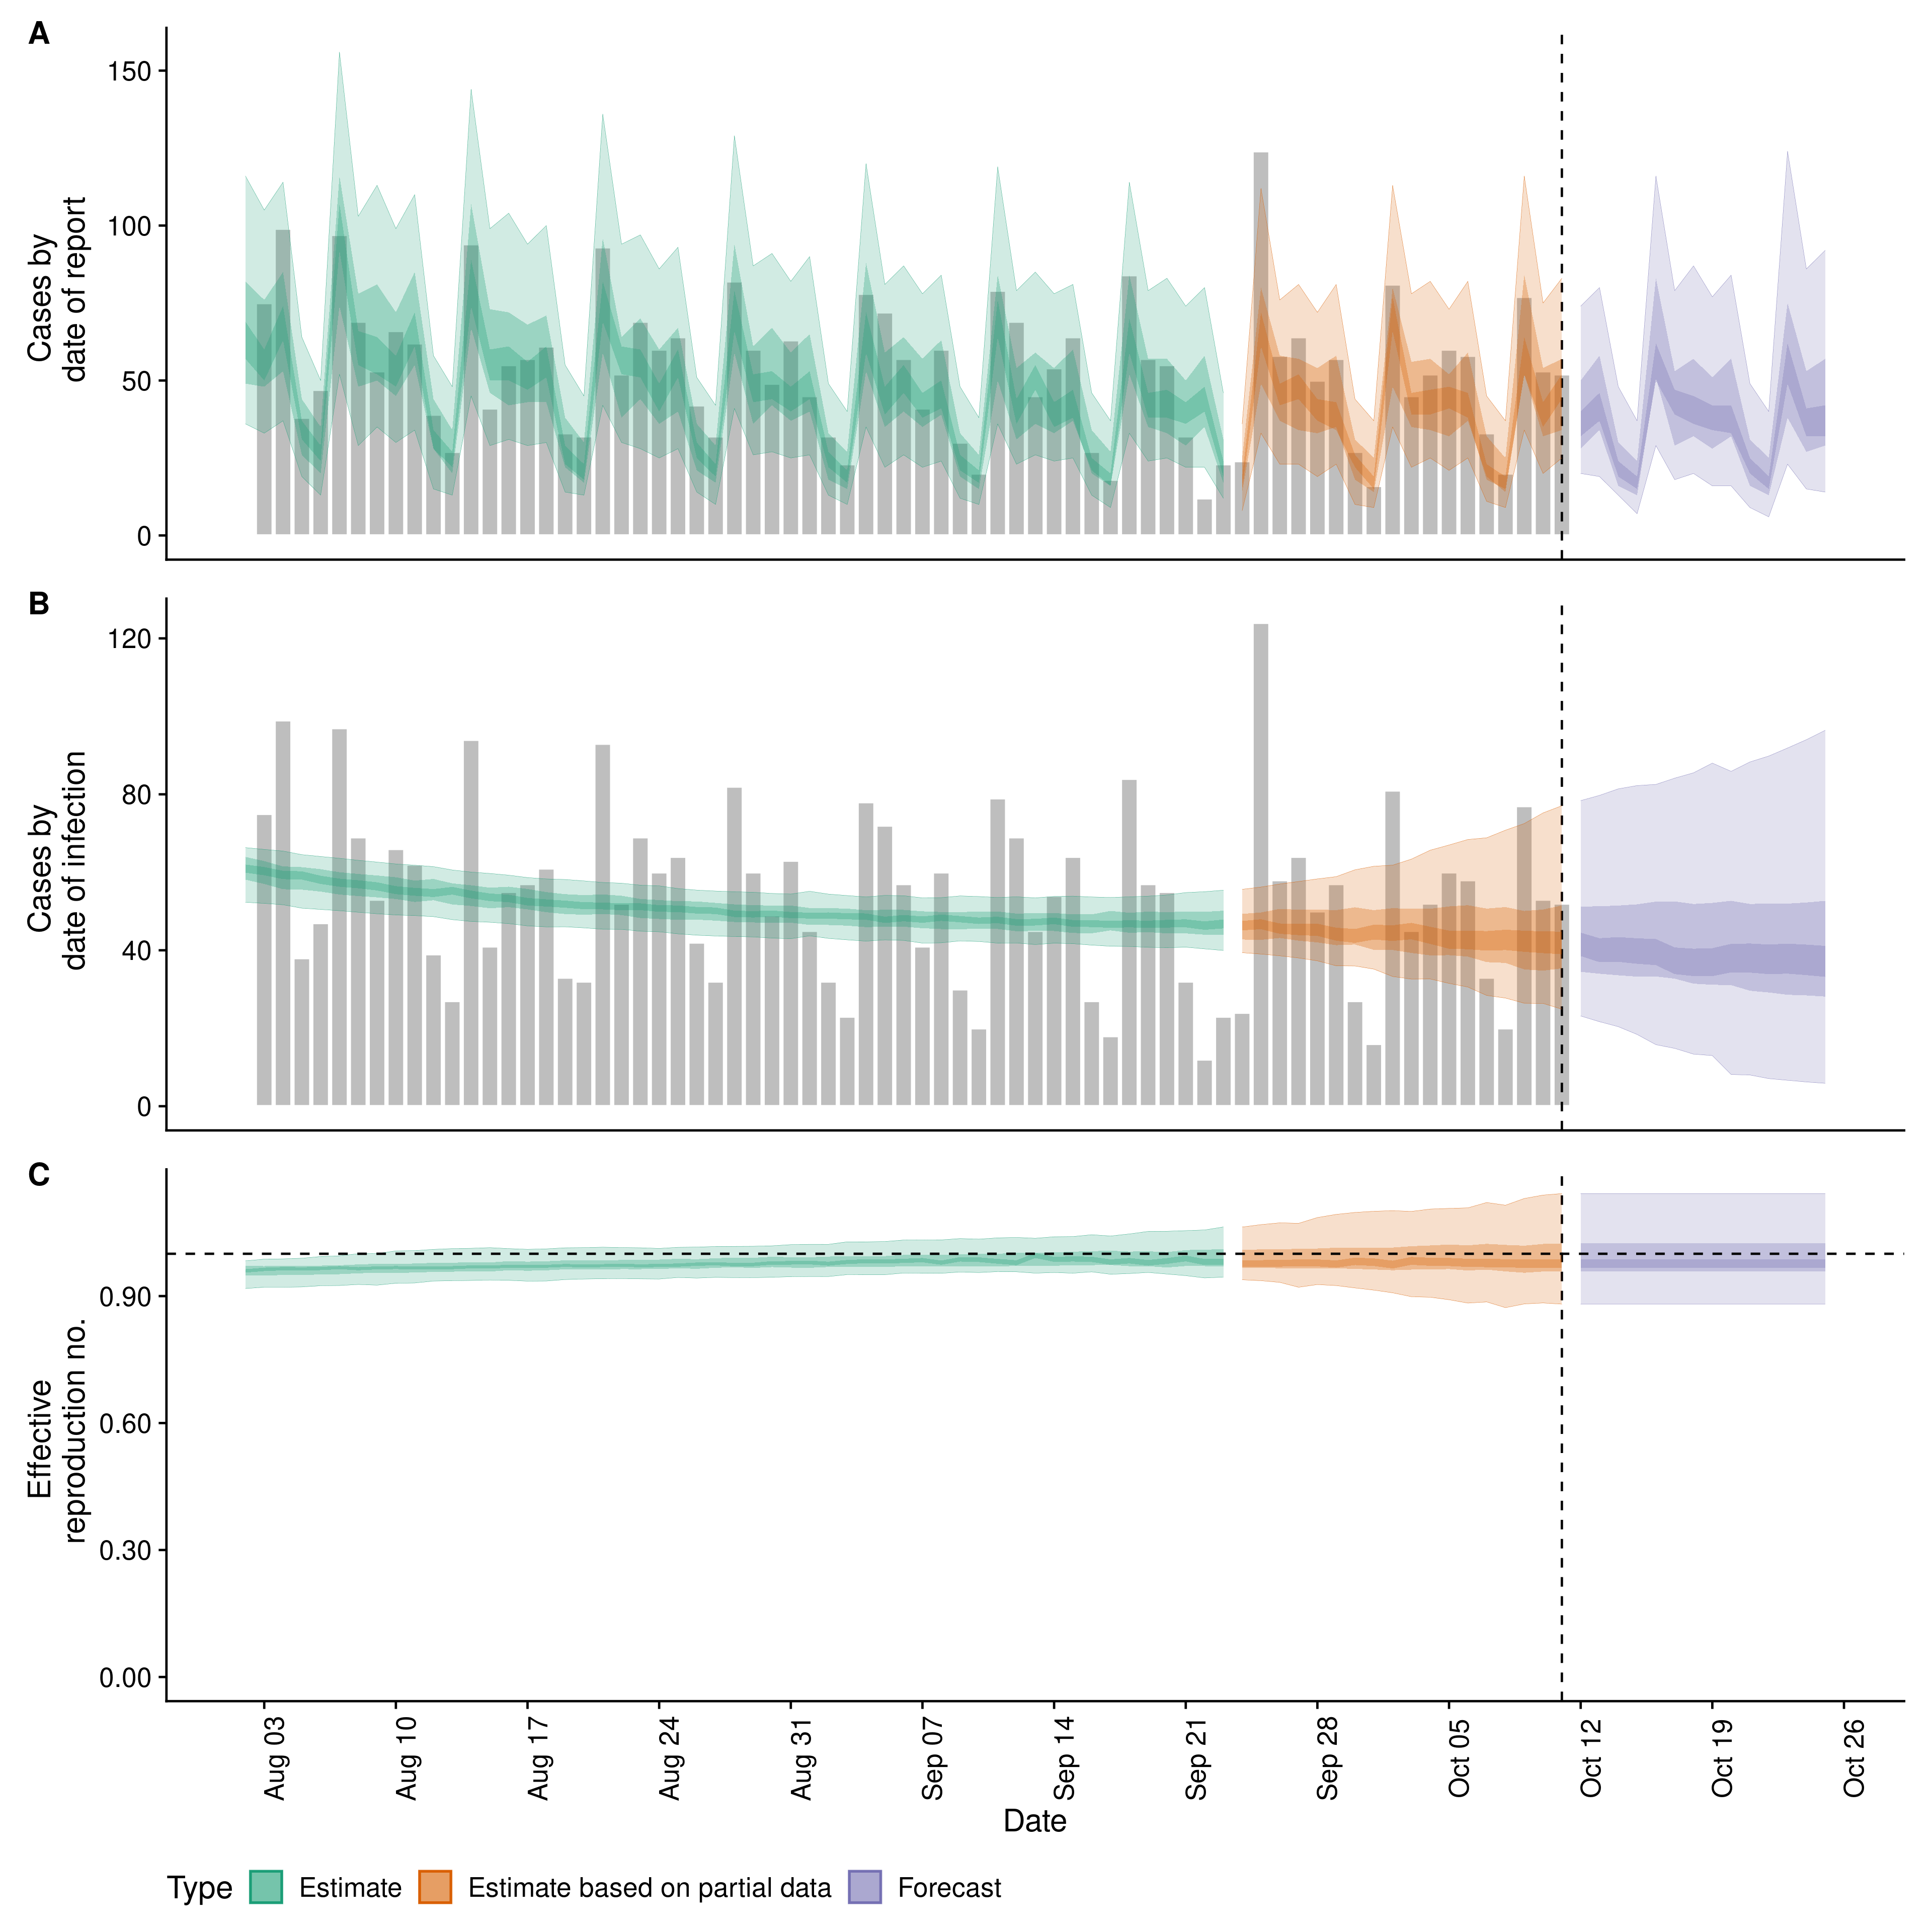 A
Cases by
date of report
150
100
50
0
B
Cases by
date of infection
120
80
40
0
C
Effective
reproduction no.
0.90
0.60
0.30
0.00
Aug 03
Aug 10
Aug 17
Aug 24
Aug 31
Sep 07
Sep 14
Sep 21
Sep 28
Oct 05
Oct 12
Oct 19
Oct 26
Date
Type Estimate Estimate based on partial data Forecast